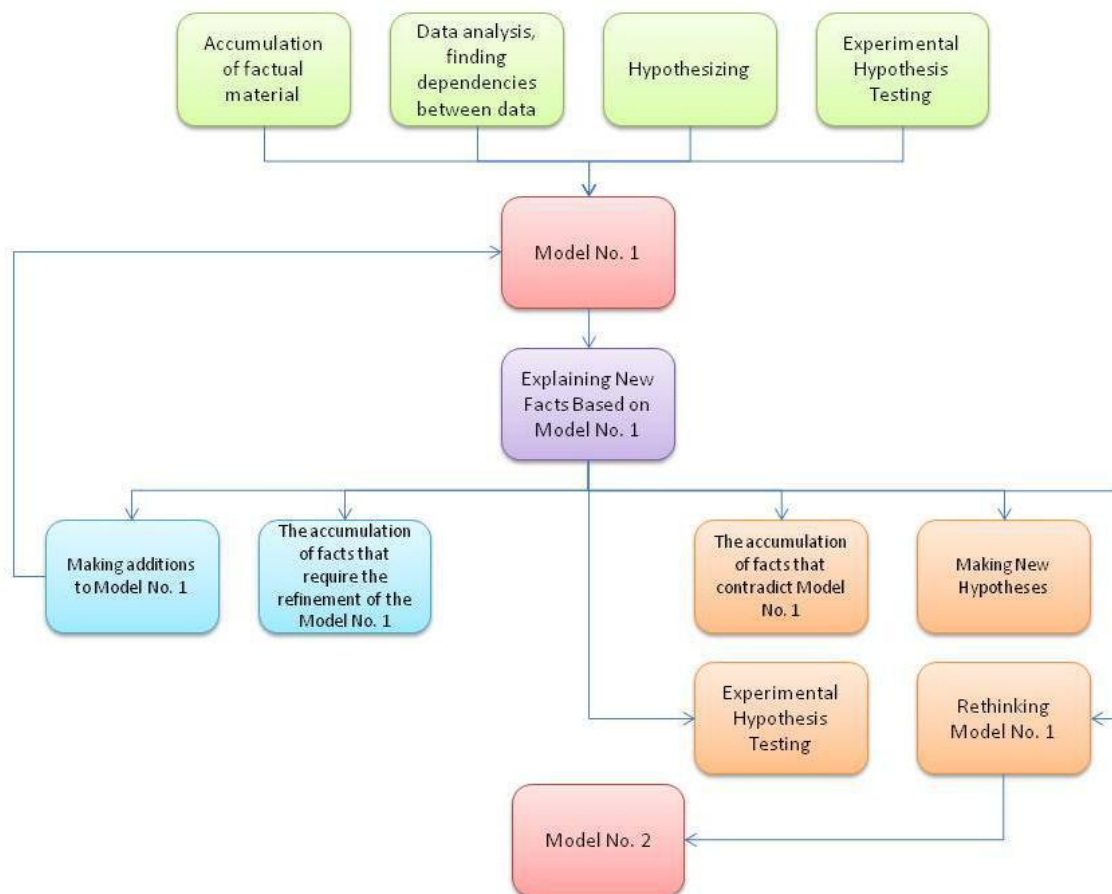 Accumulation
of factual
material
Data analysis,
finding
dependencies
between data
Hypothesizing
Experimental
Hypothesis
Testing
Model No. 1
Explaining New
Facts Based on
Model No. 1
Making additions
to Model No. 1
The accumulation
of facts that
require the
refinement of the
Model No. 1
The accumulation
of facts that
contradict Model
No. 1
Making New
Hypotheses
Experimental
Hypothesis
Testing
Rethinking
Model No. 1
Model No. 2